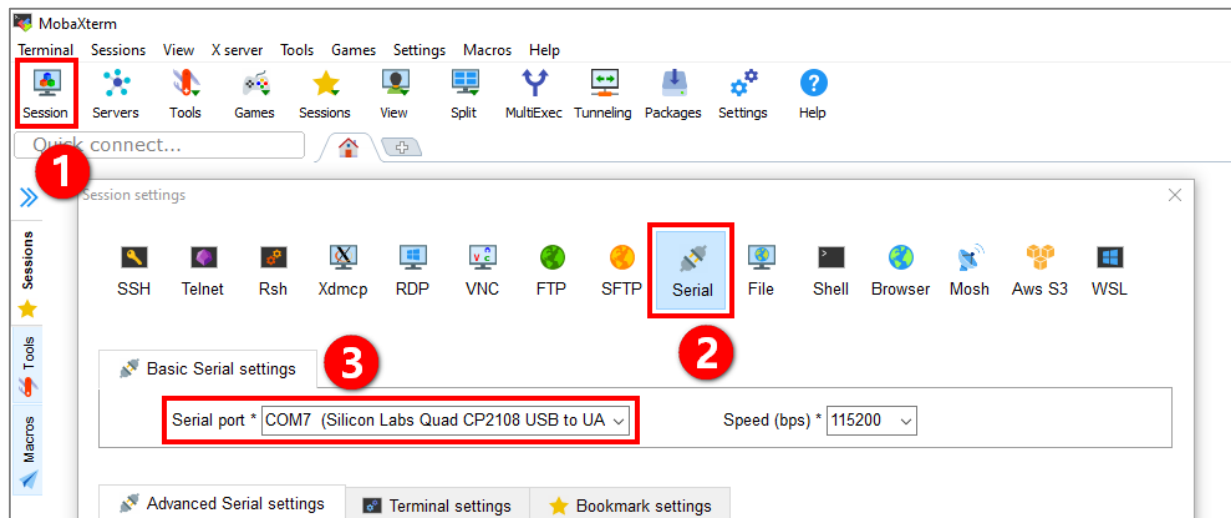 MobaXterm
Terminal Sessions View X server Tools Games Settings Macros Help
Session Servers Tools Games Sessions View Split MultiExec Tunneling Packages Settings Help
Quick connect...
1
Session settings
Sessions
SSH Telnet Rsh Xdmcp RDP VNC FTP SFTP Serial File Shell Browser Mosh Aws S3 WSL
2
Tools
3
Basic Serial settings
Serial port * COM7 (Silicon Labs Quad CP2108 USB to UA
Speed (bps) * 115200
Macros
Advanced Serial settings Terminal settings Bookmark settings